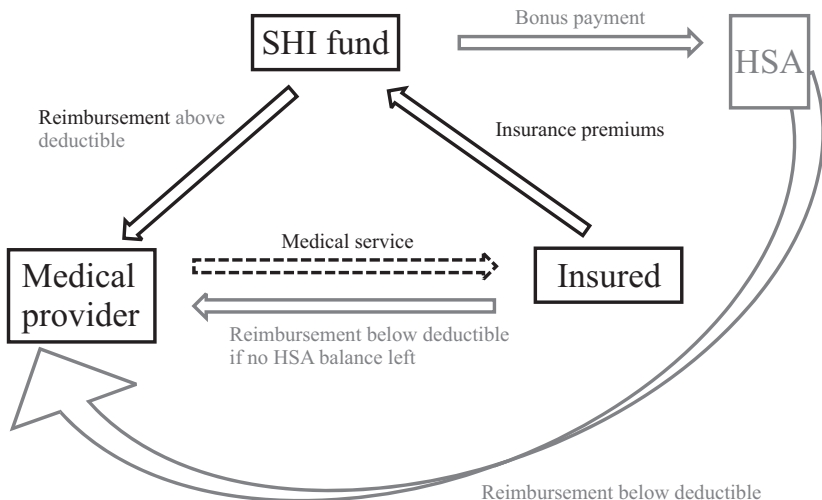 Bonus payment
SHI fund
HSA
Reimbursement above
deductible
Insurance premiums
Medical service
Medical
provider
Insured
Reimbursement below deductible
if no HSA balance left
Reimbursement below deductible